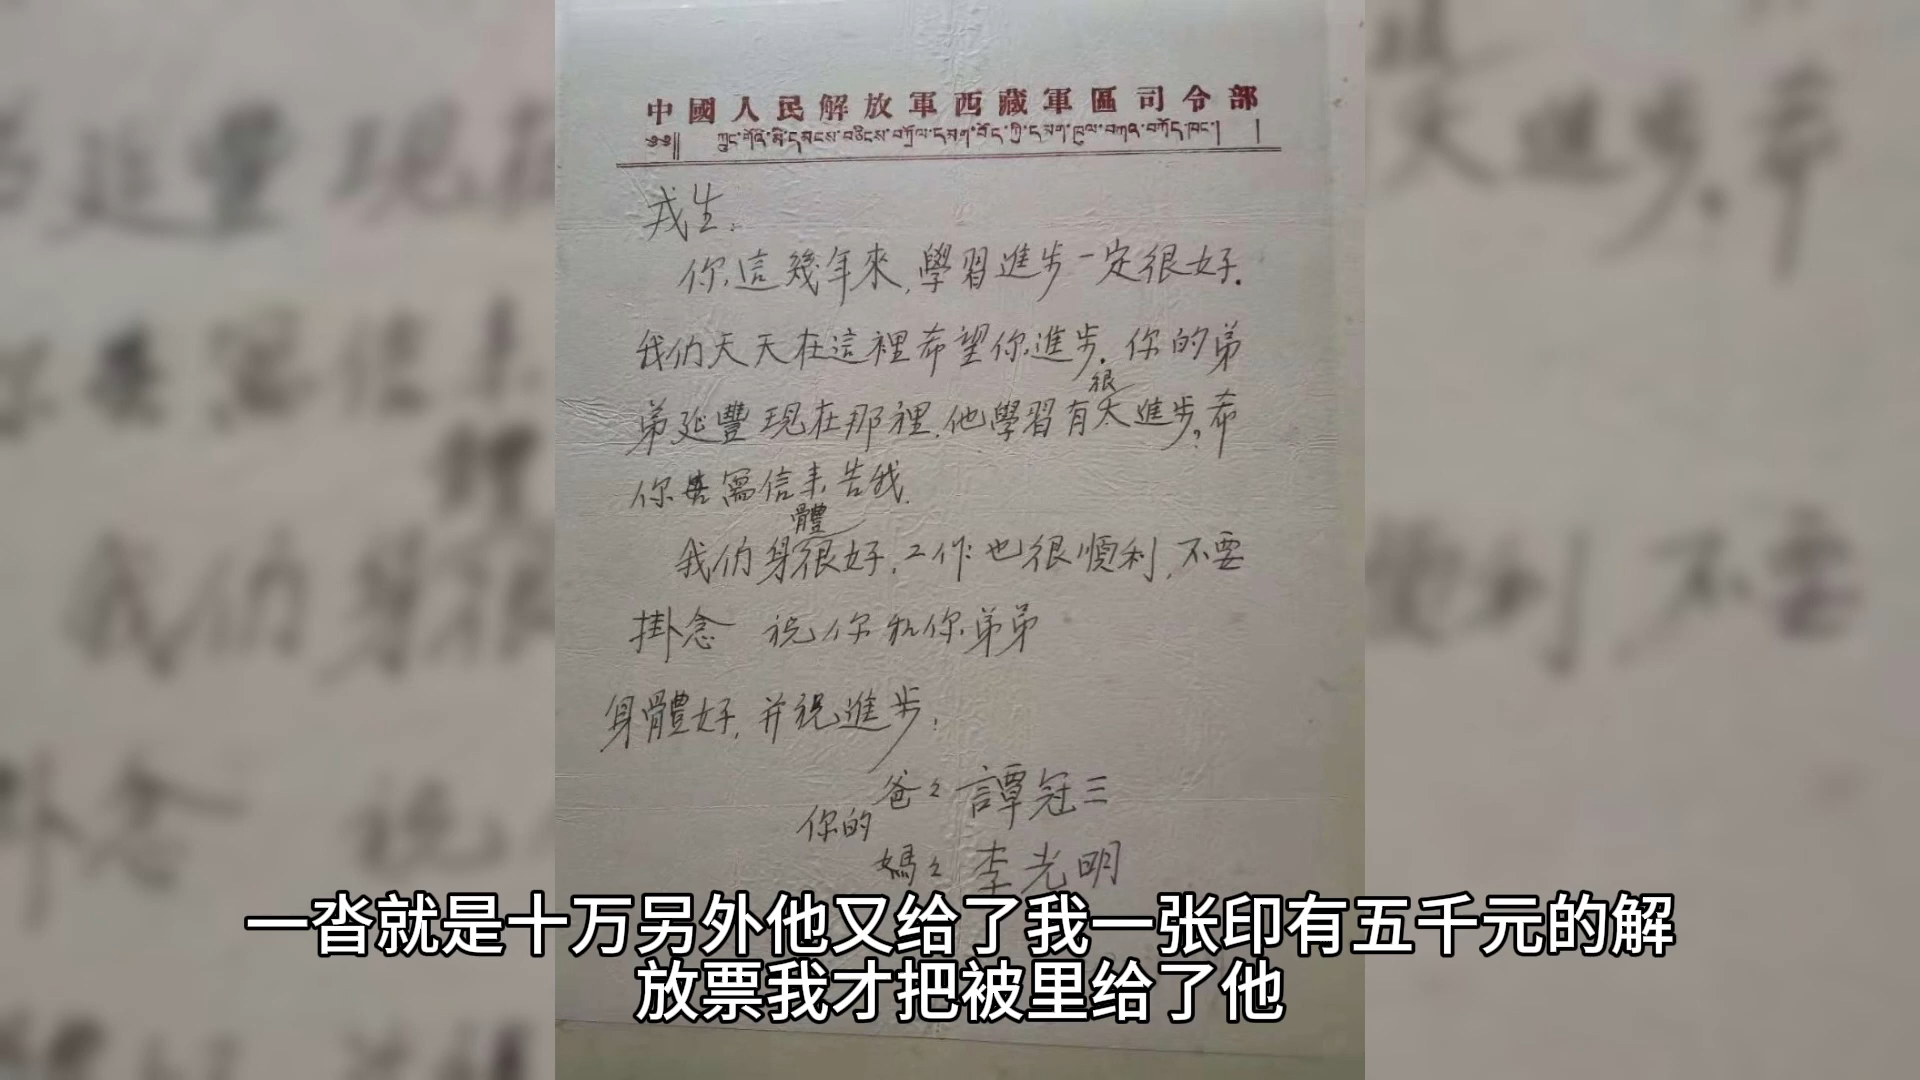 中國人民解放軍西藏軍區司令部
戎生：
你這幾年來，學習進步一定很好．
我们天天在這裡希望你進步．你的弟
很
弟延豐現在那裡．他學習有大進步？希
你寫信来告我．
體
我们身很好，工作也很順利，不要
掛念 祝你和你弟弟
身體好，并祝進步！
爸々 譚冠三
你的
媽々 李光明
一沓就是十万另外他又给了我一张印有五千元的解
放票我才把被里给了他